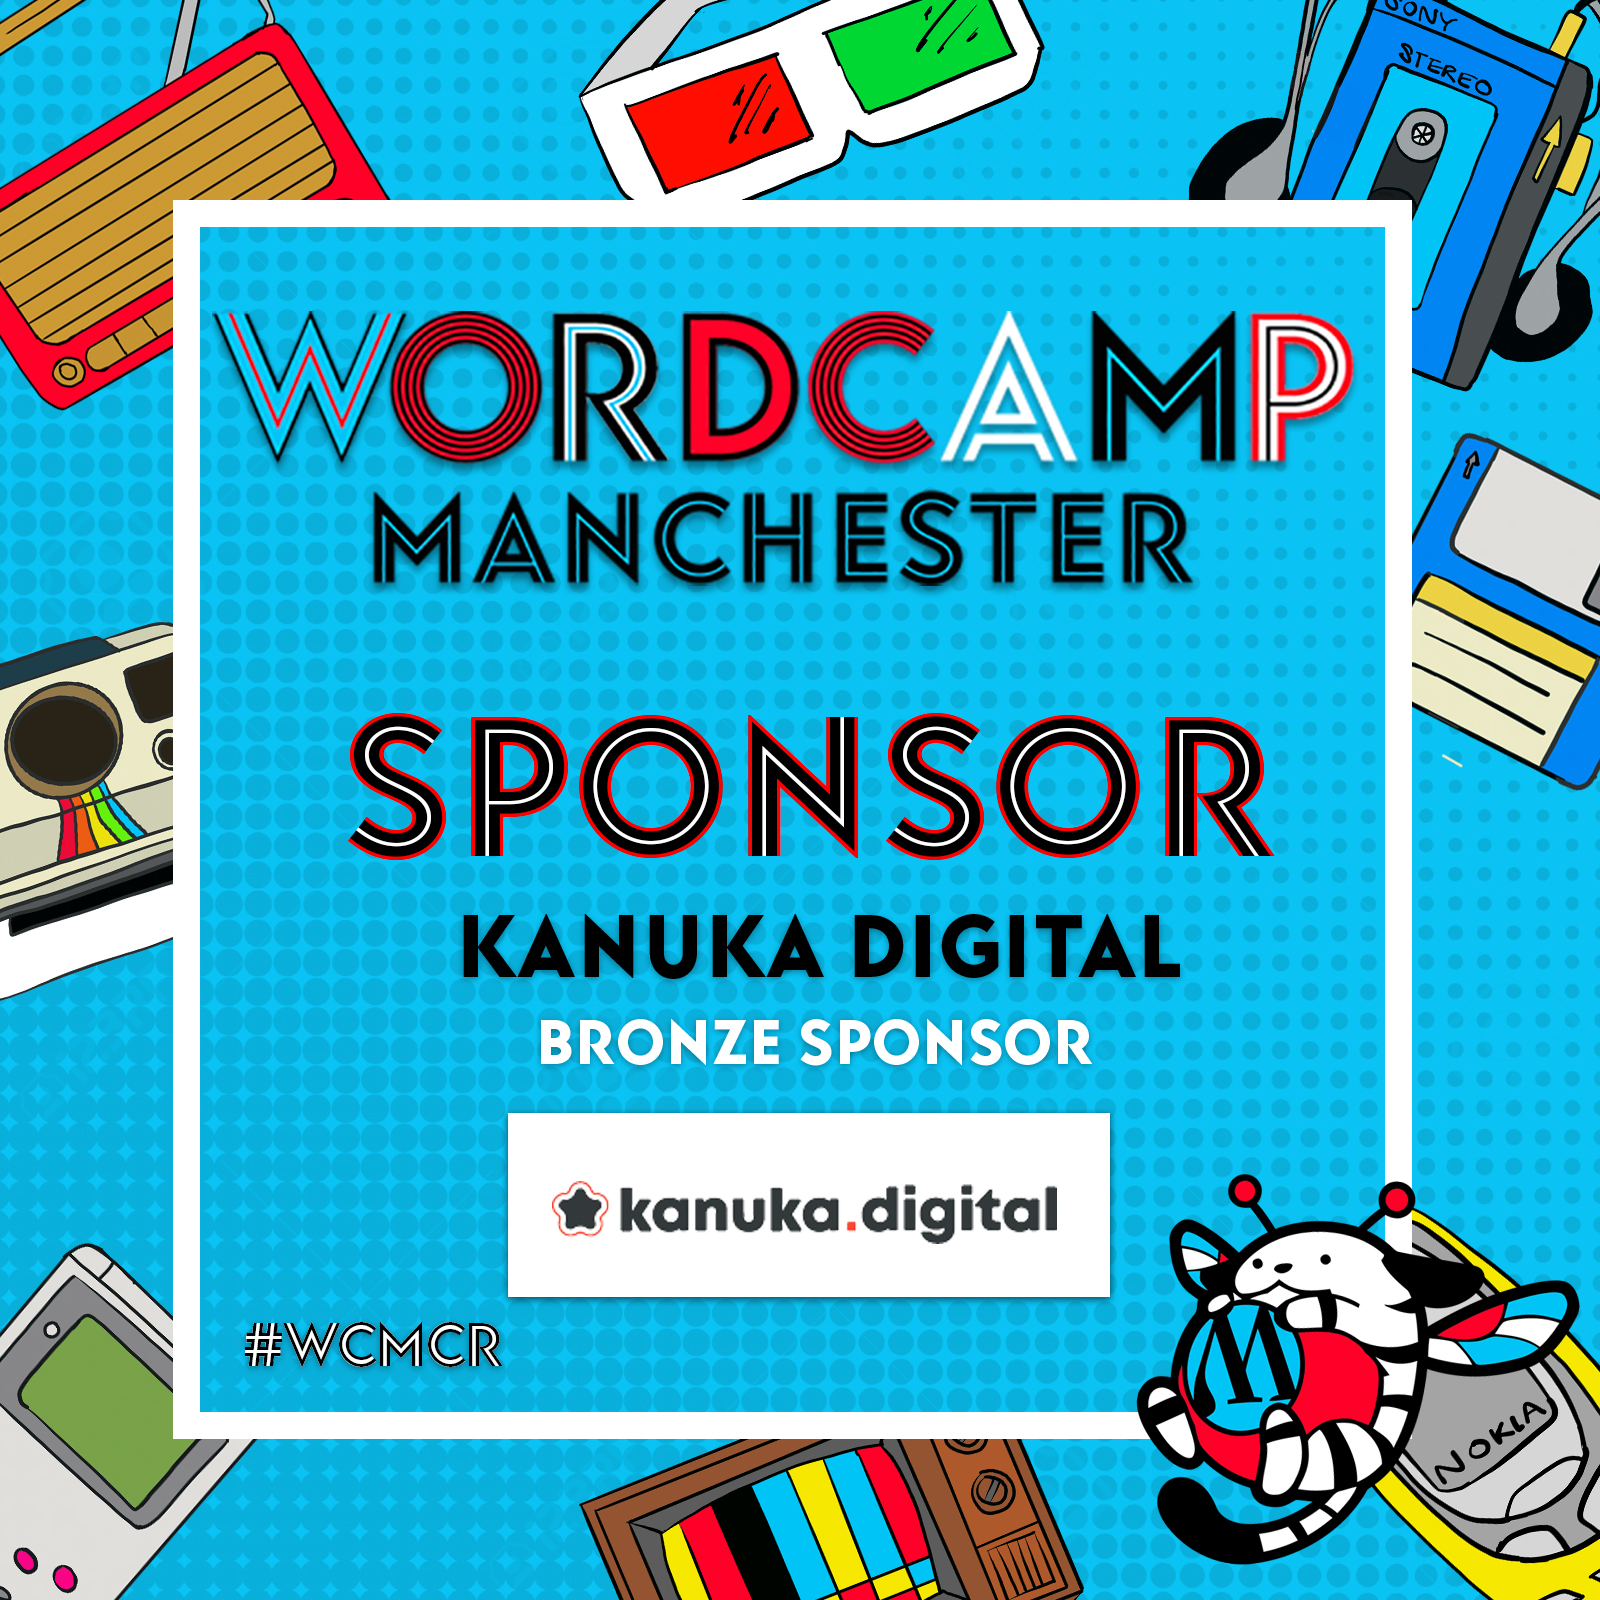 SONY
STEREO
WORDCAMP
MANCHESTER
SPONSOR
KANUKA DIGITAL
BRONZE SPONSOR
kanuka.digital
#WCMCR
W
NOKIA